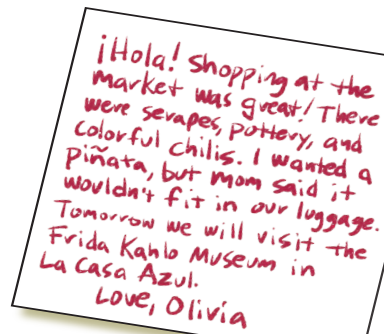 ¡Hola! Shopping at the
market was great! There
were serapes, pottery, and
colorful chilis. I wanted a
piñata, but mom said it
wouldn't fit in our luggage.
Tomorrow we will visit the
Frida Kahlo Museum in
La Casa Azul.
Love, Olivia